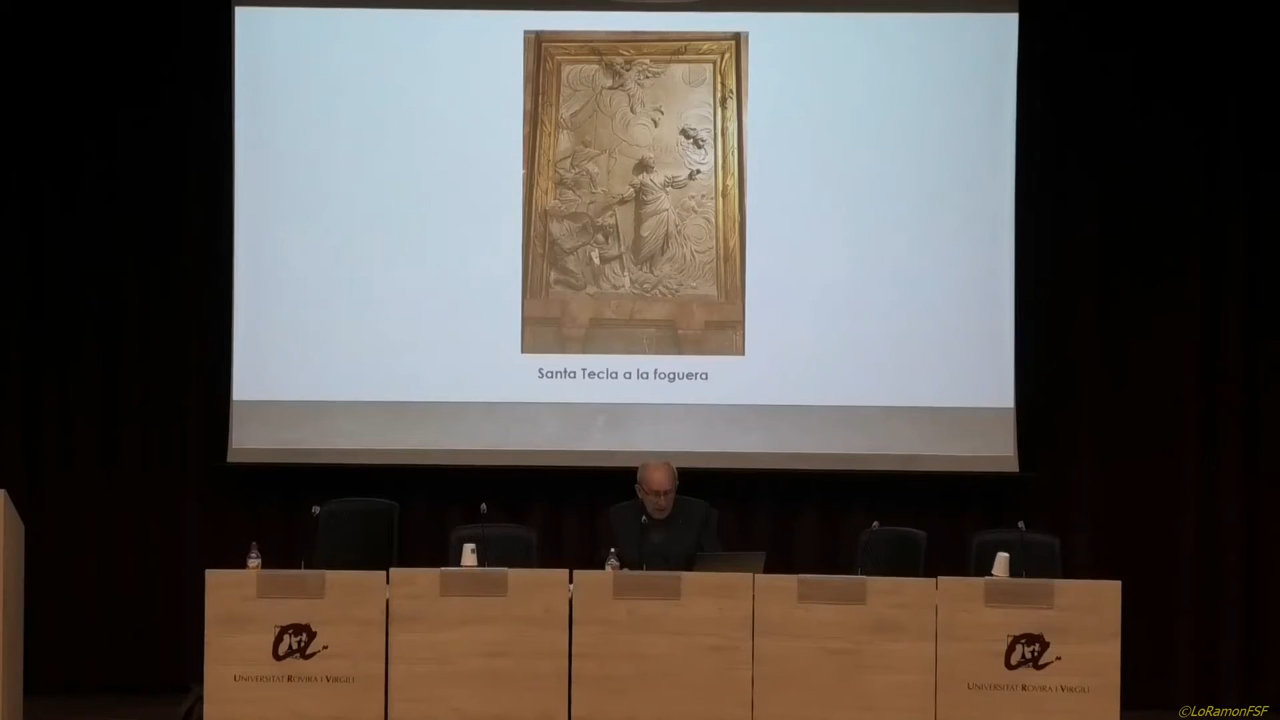 Santa Tecla a la foguera
UNIVERSITAT ROVIRA I VIRGILI
UNIVERSITAT ROVIRA I VIRGILI
©LoRamonFSF